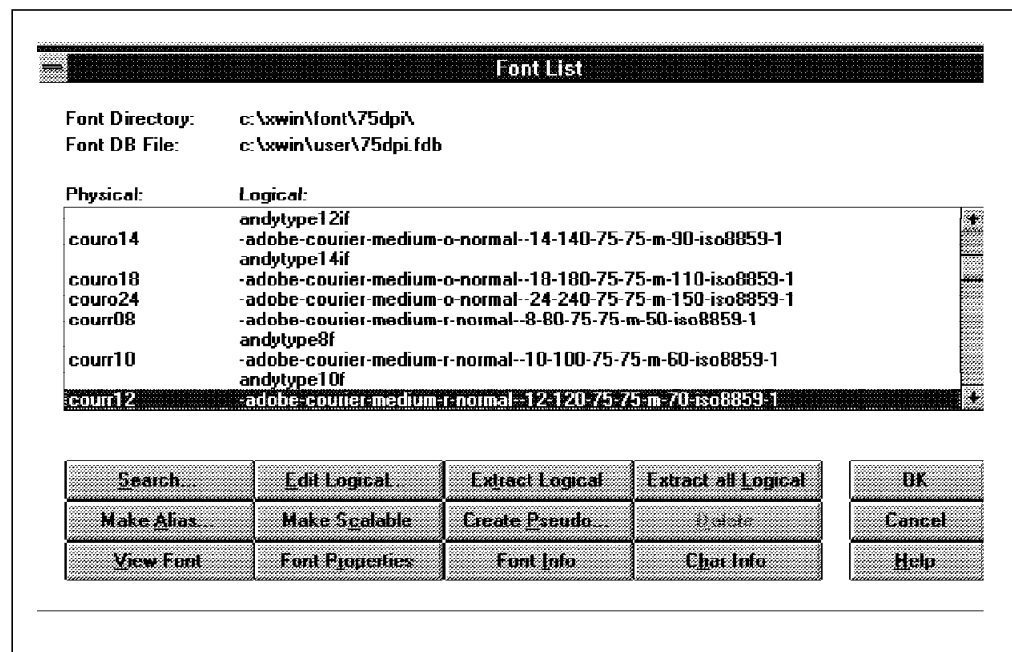 Font List
Font Directory: c:\xwin\font\75dpi\
Font DB File: c:\xwin\user\75dpi.fdb
Physical: Logical:
andytype12if
couro14 -adobe-courier-medium-o-normal--14-140-75-75-m-90-iso8859-1
andytype14if
couro18 -adobe-courier-medium-o-normal--18-180-75-75-m-110-iso8859-1
couro24 -adobe-courier-medium-o-normal--24-240-75-75-m-150-iso8859-1
courr08 -adobe-courier-medium-r-normal--8-80-75-75-m-50-iso8859-1
andytype8f
courr10 -adobe-courier-medium-r-normal--10-100-75-75-m-60-iso8859-1
andytype10f
courr12 -adobe-courier-medium-r-normal--12-120-75-75-m-70-iso8859-1
Search... Edit Logical... Extract Logical Extract all Logical OK
Make Alias... Make Scalable Create Pseudo... Delete Cancel
View Font Font Properties Font Info Char Info Help